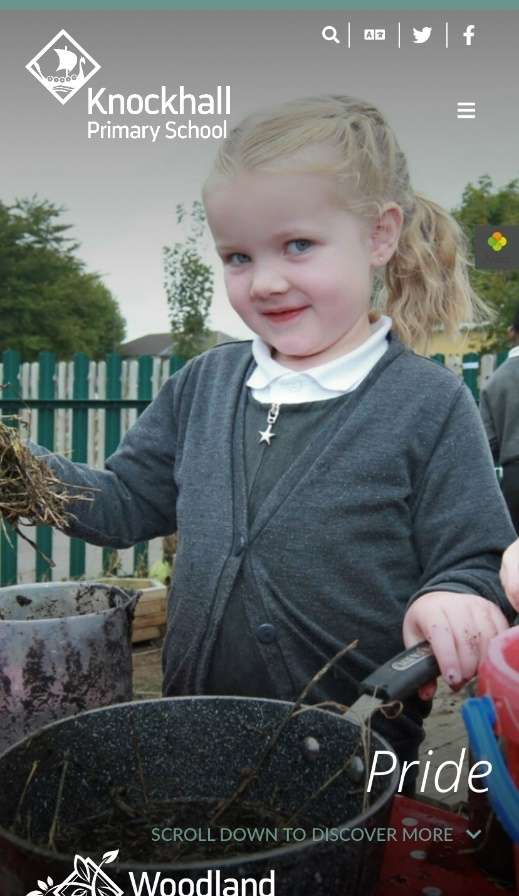 Knockhall
Primary School
Pride
SCROLL DOWN TO DISCOVER MORE
Woodland